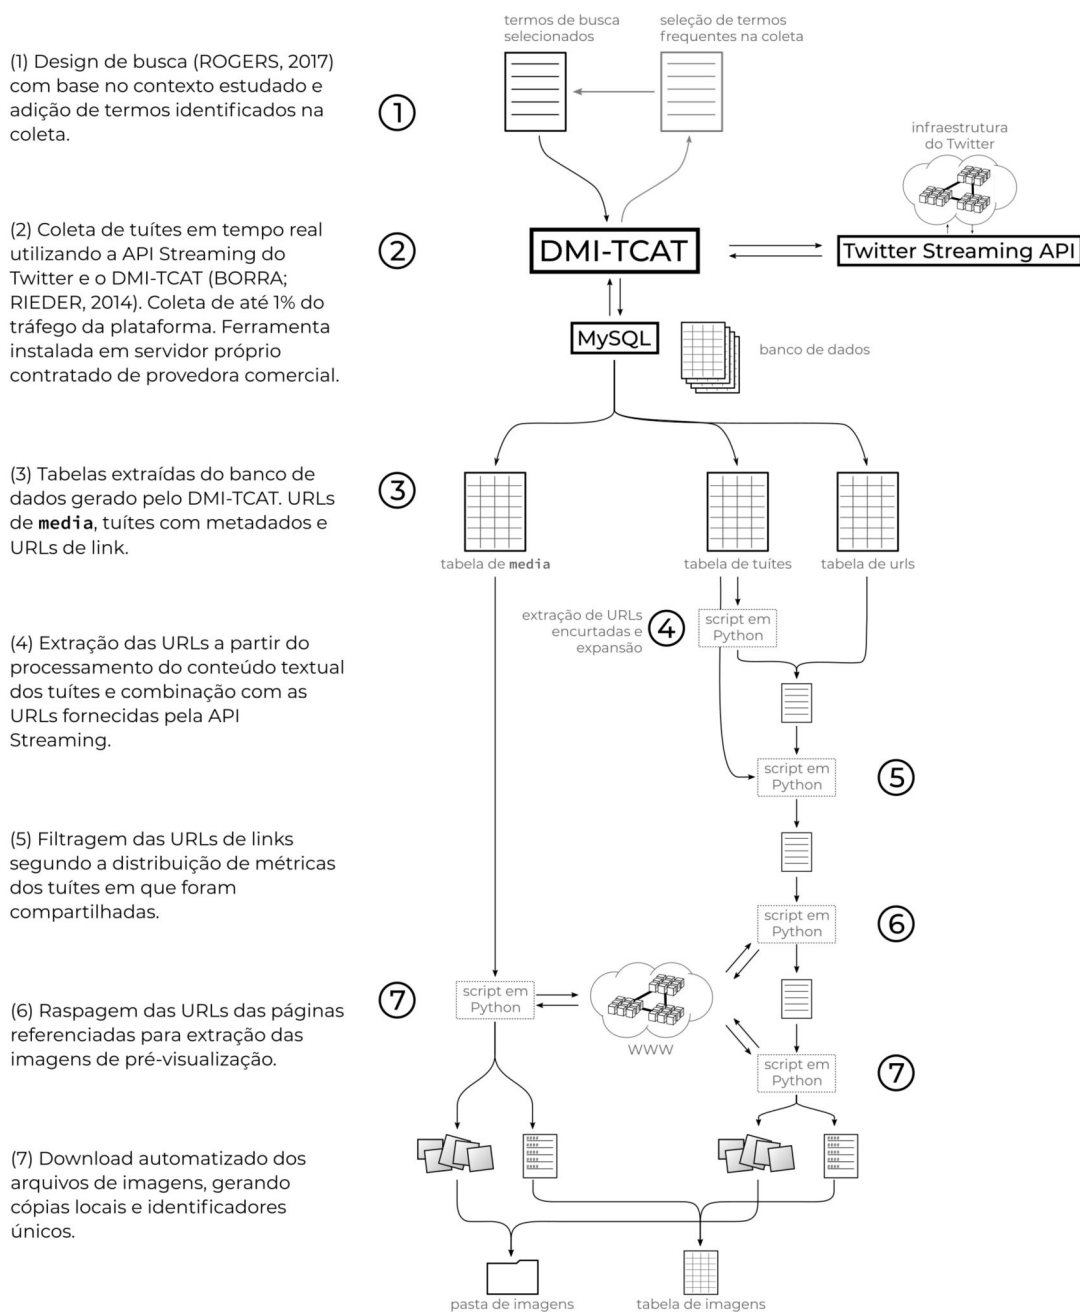 termos de busca
selecionados
seleção de termos
frequentes na coleta
(1) Design de busca (ROGERS, 2017)
com base no contexto estudado e
adição de termos identificados na
coleta.
1
infraestrutura
do Twitter
(2) Coleta de tuítes em tempo real
utilizando a API Streaming do
Twitter e o DMI-TCAT (BORRA;
RIEDER, 2014). Coleta de até 1% do
tráfego da plataforma. Ferramenta
instalada em servidor próprio
contratado de provedora comercial.
2
DMI-TCAT
Twitter Streaming API
MySQL
banco de dados
(3) Tabelas extraídas do banco de
dados gerado pelo DMI-TCAT. URLs
de media, tuítes com metadados e
URLs de link.
3
tabela de media
tabela de tuítes
tabela de urls
(4) Extração das URLs a partir do
processamento do conteúdo textual
dos tuítes e combinação com as
URLs fornecidas pela API
Streaming.
extração de URLs
encurtadas e
expansão
4
script em
Python
script em
Python
5
(5) Filtragem das URLs de links
segundo a distribuição de métricas
dos tuítes em que foram
compartilhadas.
script em
Python
6
(6) Raspagem das URLs das páginas
referenciadas para extração das
imagens de pré-visualização.
7
script em
Python
WWW
script em
Python
7
(7) Download automatizado dos
arquivos de imagens, gerando
cópias locais e identificadores
únicos.
pasta de imagens
tabela de imagens